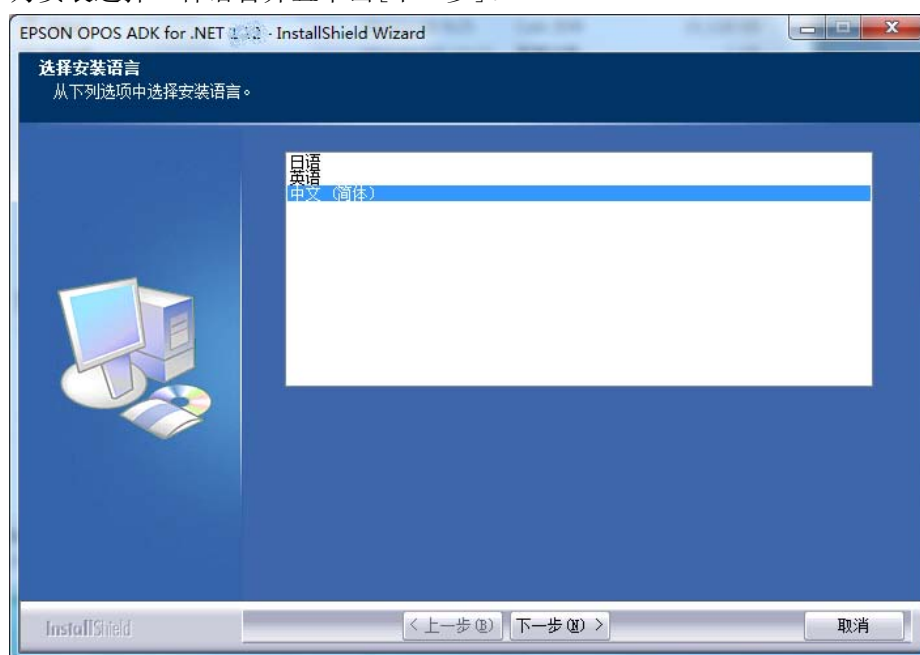 EPSON OPOS ADK for .NET - InstallShield Wizard
选择安装语言
从下列选项中选择安装语言。
日语
英语
中文（简体）
InstallShield
< 上一步(B)
下一步(N) >
取消